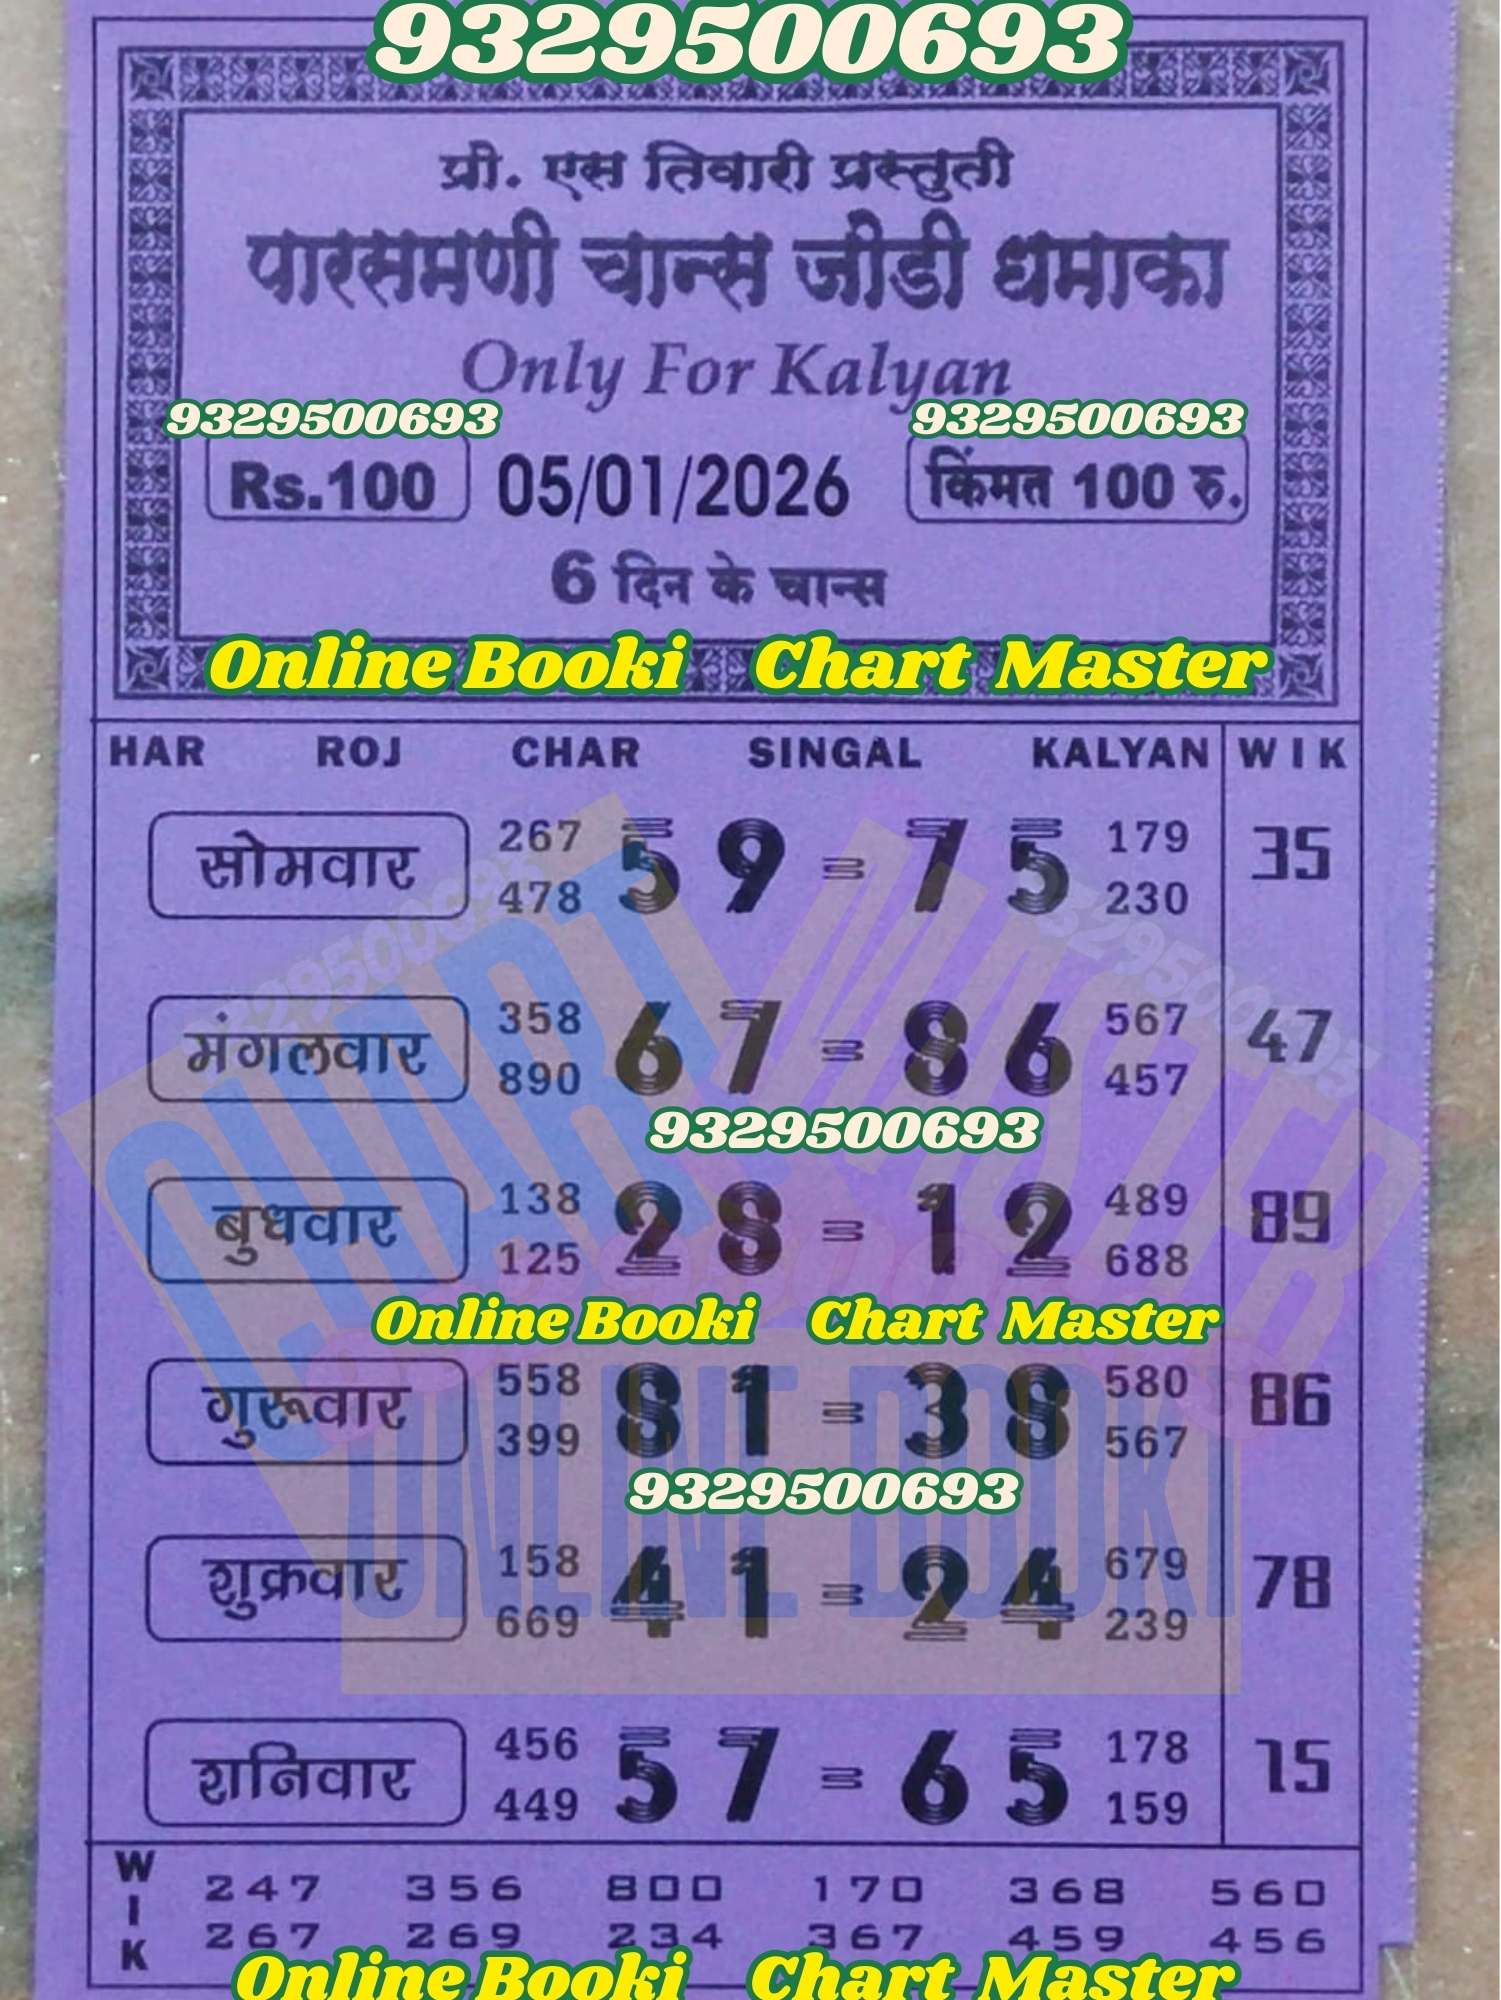 9329500693
प्री. एस तिवारी प्रस्तुती
पारसमणी चान्स जोडी धमाका
Only For Kalyan
9329500693 9329500693
Rs.100 05/01/2026 किंमत 100 रु.
6 दिन के चान्स
Online Booki Chart Master
HAR ROJ CHAR SINGAL KALYAN WIK
सोमवार 267 478 59 = 75 179 230 35
मंगलवार 358 890 67 = 86 567 457 47
9329500693
बुधवार 138 125 28 = 12 489 688 89
Online Booki Chart Master
गुरूवार 558 399 81 = 38 580 567 86
9329500693
शुक्रवार 158 669 41 = 24 679 239 78
शनिवार 456 449 57 = 65 178 159 15
WIK
247 356 800 170 368 560
267 269 234 367 459 456
Online Booki Chart Master
CHART MASTER
ONLINE BOOKI